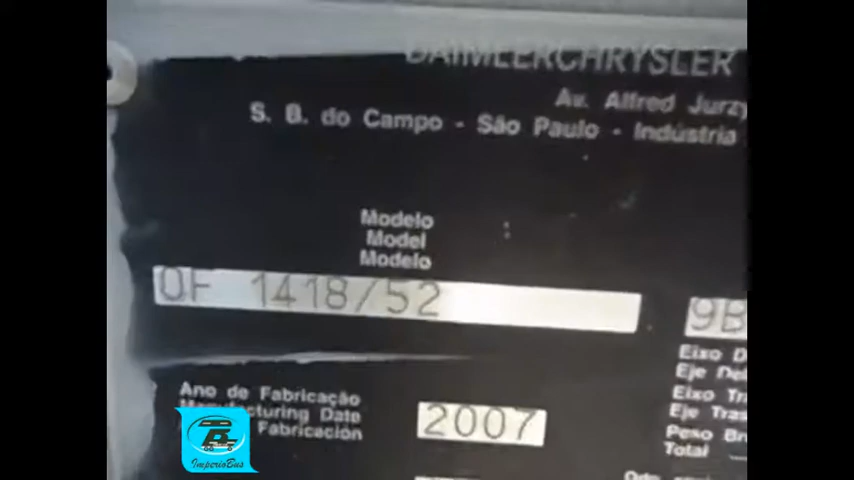 DAIMLERCHRYSLER
Av. Alfred Jurzy
S. B. do Campo - São Paulo - Indústria
Modelo
Model
Modelo
OF 1418/52
9B
Eixo D
Eje Del
Eixo Tr
Eje Tras
Peso Br
Total
Ano de Fabricação
Manufacturing Date
Fabricación
2007
ImperioBus